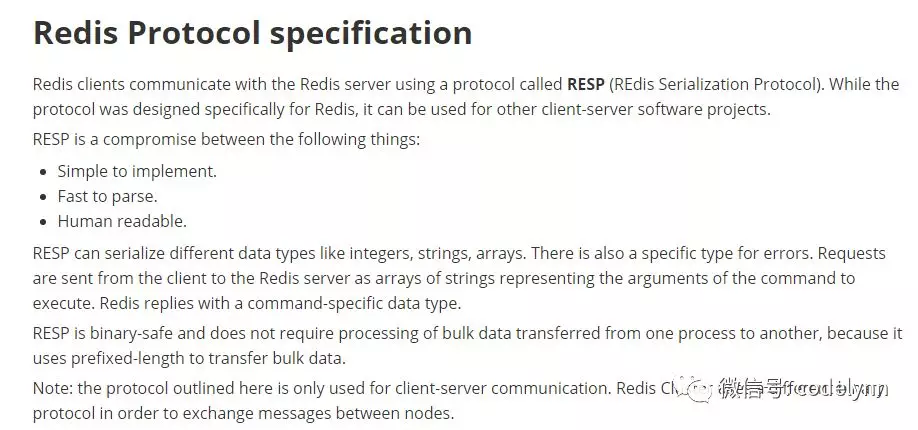 Redis Protocol specification
Redis clients communicate with the Redis server using a protocol called RESP (REdis Serialization Protocol). While the
protocol was designed specifically for Redis, it can be used for other client-server software projects.
RESP is a compromise between the following things:
• Simple to implement.
• Fast to parse.
• Human readable.
RESP can serialize different data types like integers, strings, arrays. There is also a specific type for errors. Requests
are sent from the client to the Redis server as arrays of strings representing the arguments of the command to
execute. Redis replies with a command-specific data type.
RESP is binary-safe and does not require processing of bulk data transferred from one process to another, because it
uses prefixed-length to transfer bulk data.
Note: the protocol outlined here is only used for client-server communication. Redis
微信号: codelynn
protocol in order to exchange messages between nodes.